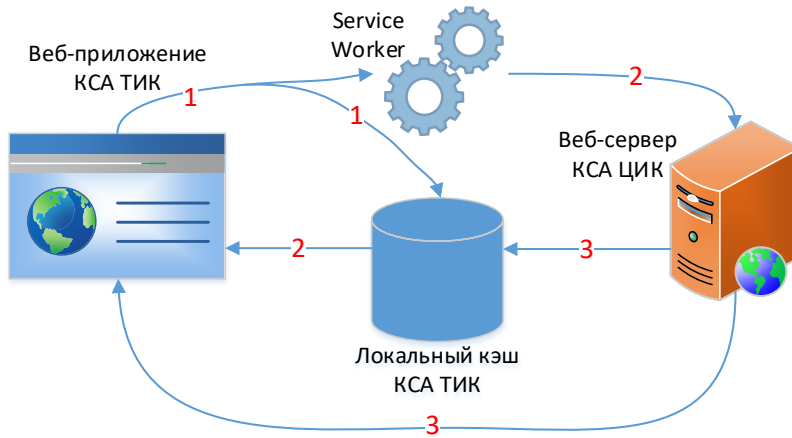 Service
Worker
Веб-приложение
КСА ТИК
1
2
1
Веб-сервер
КСА ЦИК
2
3
Локальный кэш
КСА ТИК
3